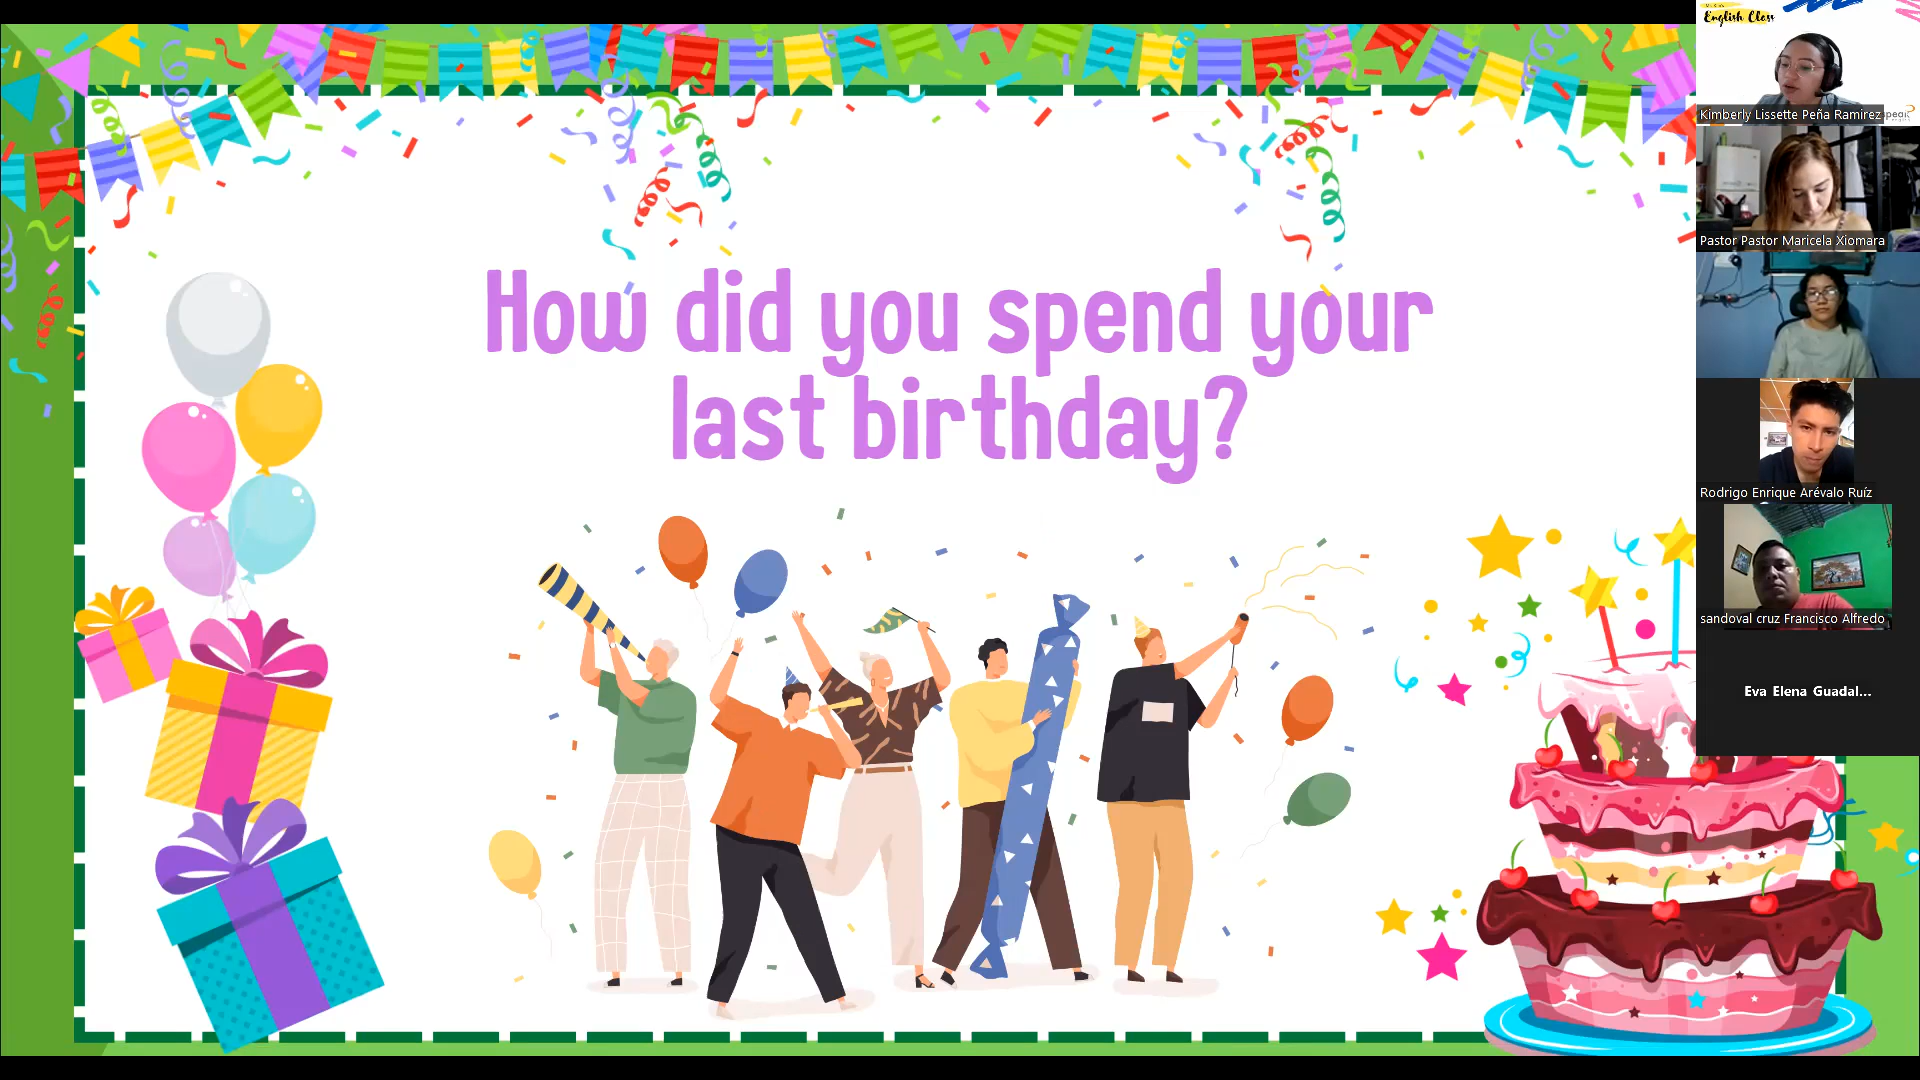 How did you spend your
last birthday?
English Class
Kimberly Lissette Peña Ramirez
speak
Pastor Pastor Maricela Xiomara
Rodrigo Enrique Arévalo Ruíz
sandoval cruz Francisco Alfredo
Eva Elena Guadal...